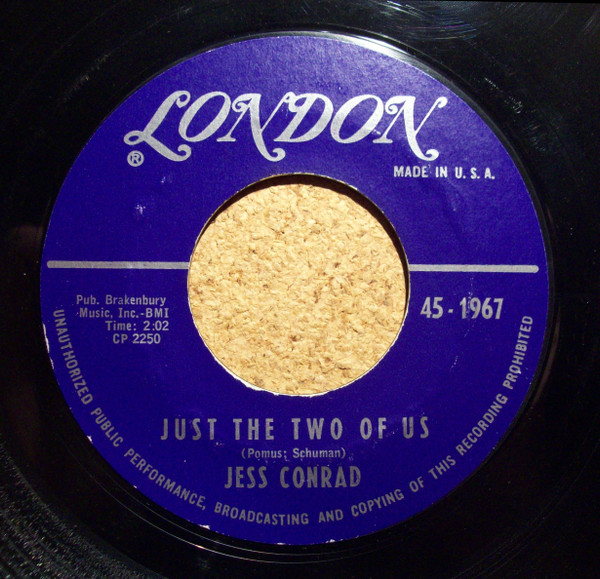 LONDON
®
MADE IN U.S.A.
Pub. Brakenbury
Music, Inc.-BMI
Time: 2:02
CP 2250
45-1967
JUST THE TWO OF US
(Pomus; Schuman)
JESS CONRAD
UNAUTHORIZED PUBLIC PERFORMANCE, BROADCASTING AND COPYING OF THIS RECORDING PROHIBITED